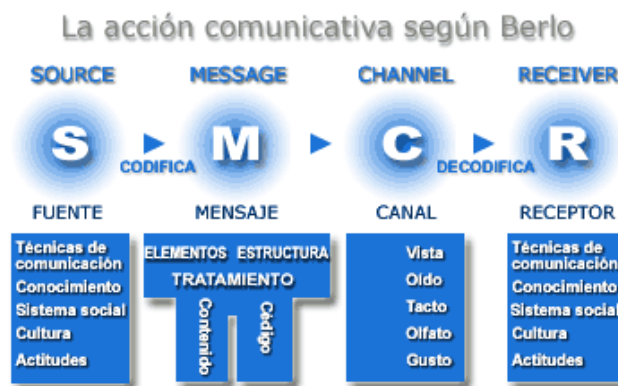 La acción comunicativa según Berlo
SOURCE MESSAGE CHANNEL RECEIVER
S M C R
CODIFICA DECODIFICA
FUENTE MENSAJE CANAL RECEPTOR
Técnicas de
comunicación
Conocimiento
Sistema social
Cultura
Actitudes
ELEMENTOS ESTRUCTURA
TRATAMIENTO
Contenido
Código
Vista
Oído
Tacto
Olfato
Gusto
Técnicas de
comunicación
Conocimiento
Sistema social
Cultura
Actitudes